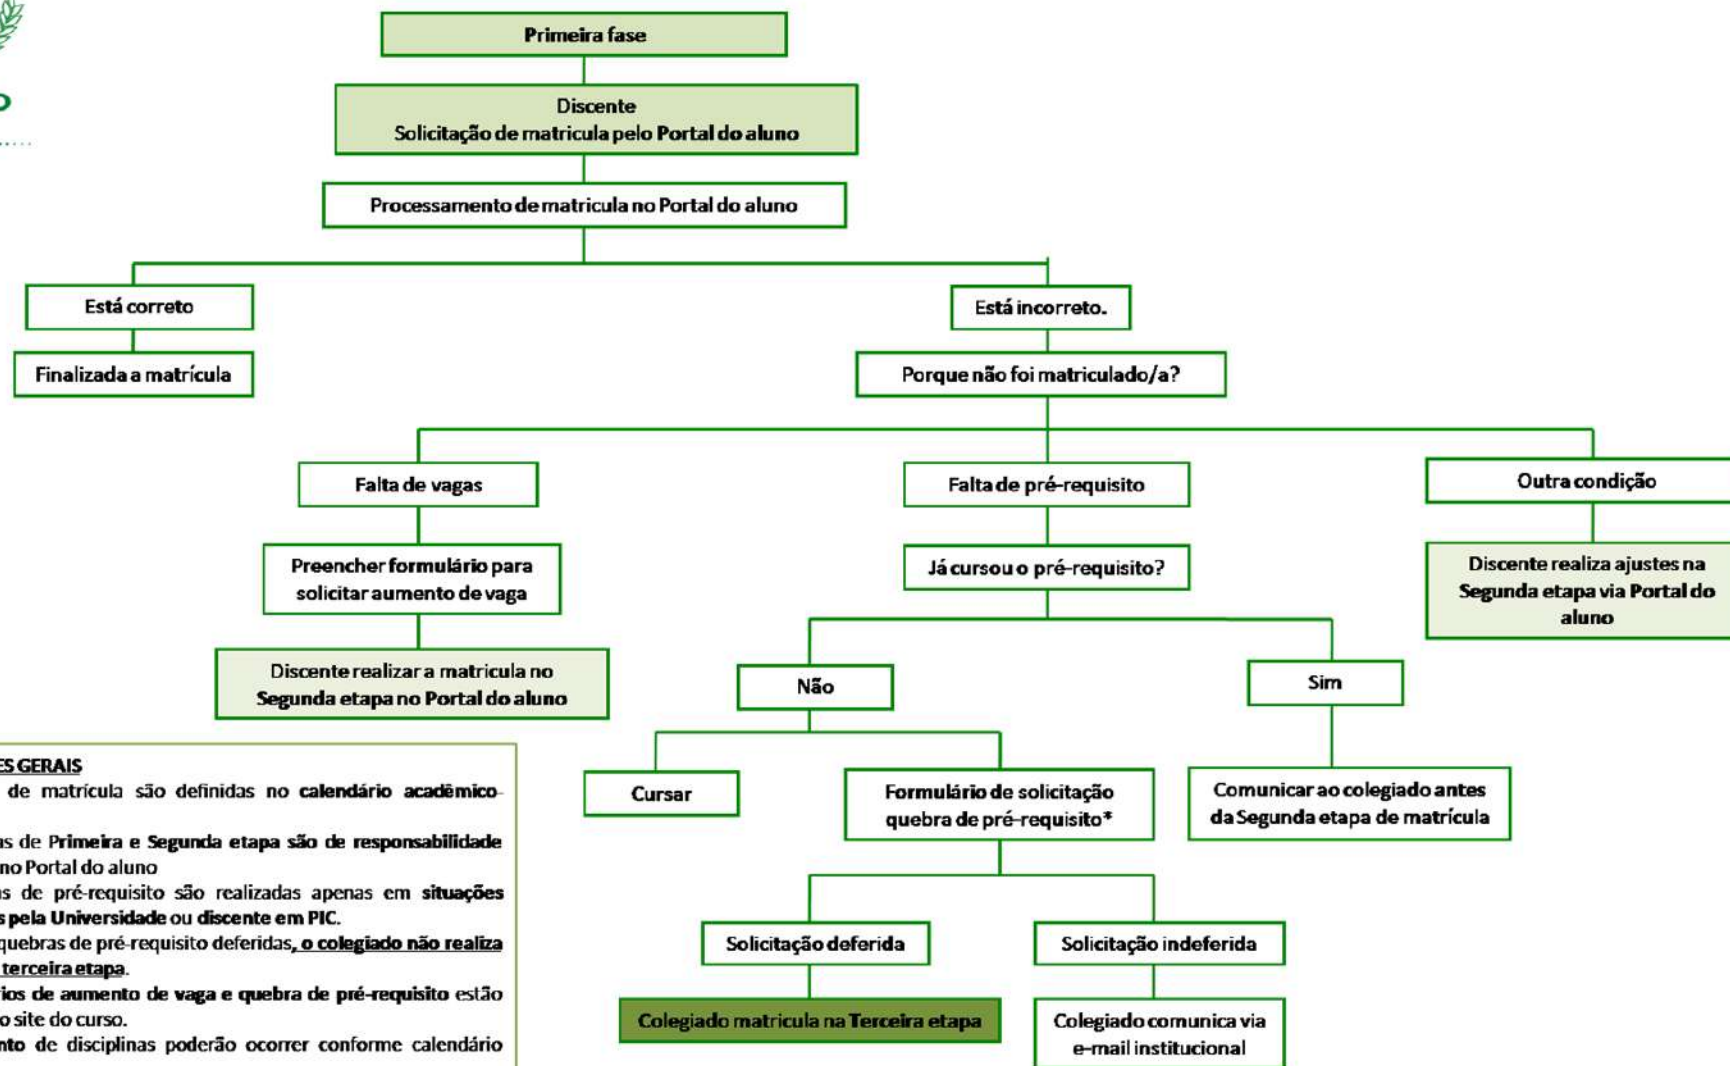 Primeira fase
Discente
Solicitação de matricula pelo Portal do aluno
Processamento de matricula no Portal do aluno
Está correto
Está incorreto.
Finalizada a matrícula
Porque não foi matriculado/a?
Falta de vagas
Falta de pré-requisito
Outra condição
Preencher formulário para
solicitar aumento de vaga
Já cursou o pré-requisito?
Discente realiza ajustes na
Segunda etapa via Portal do
aluno
Discente realizar a matricula no
Segunda etapa no Portal do aluno
Não
Sim
Cursar
Formulário de solicitação
quebra de pré-requisito*
Comunicar ao colegiado antes
da Segunda etapa de matrícula
Solicitação deferida
Solicitação indeferida
Colegiado matricula na Terceira etapa
Colegiado comunica via
e-mail institucional
GERAIS
de matrícula são definidas no calendário acadêmico
de Primeira e Segunda etapa são de responsabilidade
no Portal do aluno
de pré-requisito são realizadas apenas em situações
pela Universidade ou discente em PIC.
quebras de pré-requisito deferidas, o colegiado não realiza
terceira etapa.
de aumento de vaga e quebra de pré-requisito estão
o site do curso.
de disciplinas poderão ocorrer conforme calendário